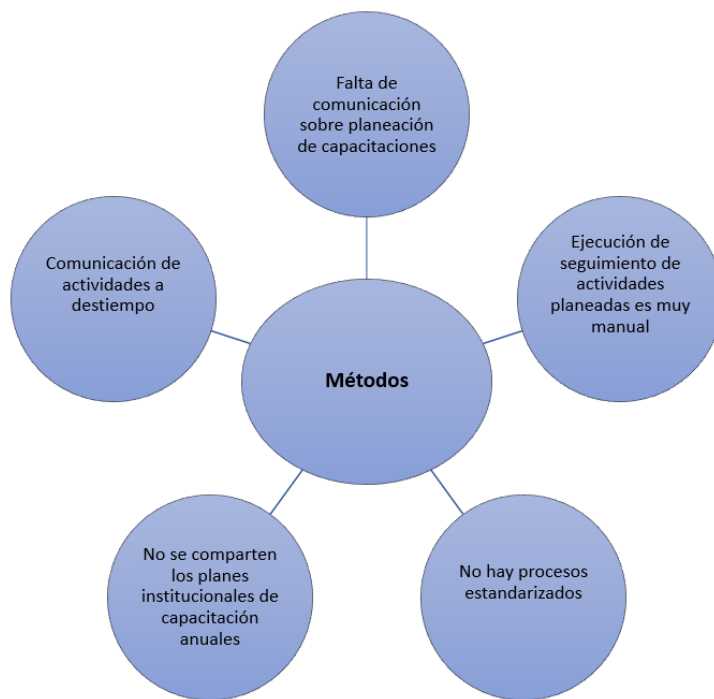 Falta de
comunicación
sobre planeación
de capacitaciones
Comunicación de
actividades a
destiempo
Ejecución de
seguimiento de
actividades
planeadas es muy
manual
Métodos
No se comparten
los planes
institucionales de
capacitación
anuales
No hay procesos
estandarizados